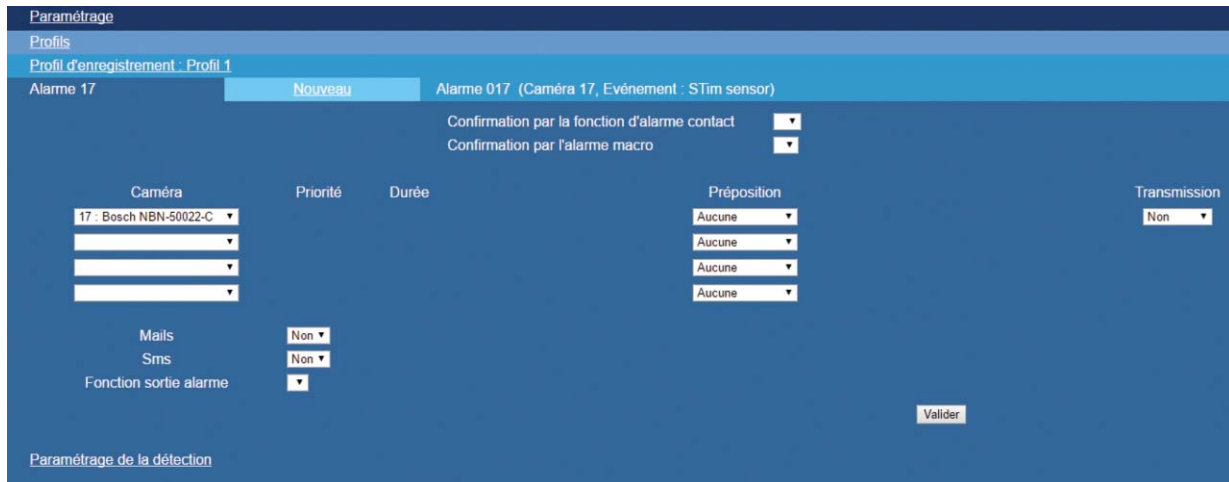 Paramétrage
Profils
Profil d'enregistrement : Profil 1
Alarme 17 Nouveau Alarme 017 (Caméra 17, Evénement : STim sensor)
Confirmation par la fonction d'alarme contact
Confirmation par l'alarme macro
Caméra Priorité Durée Préposition Transmission
17 : Bosch NBN-50022-C Aucune Non
Aucune
Aucune
Aucune
Mails Non
Sms Non
Fonction sortie alarme
Valider
Paramétrage de la détection